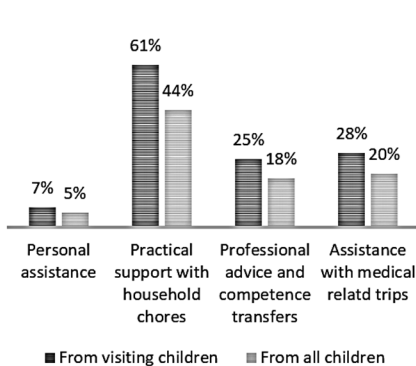 61%
44%
25%
28%
18%
20%
7%
5%
Personal
assistance
Practical
support with
household
chores
Professional
advice and
competence
transfers
Assistance
with medical
relatd trips
From visiting children
From all children